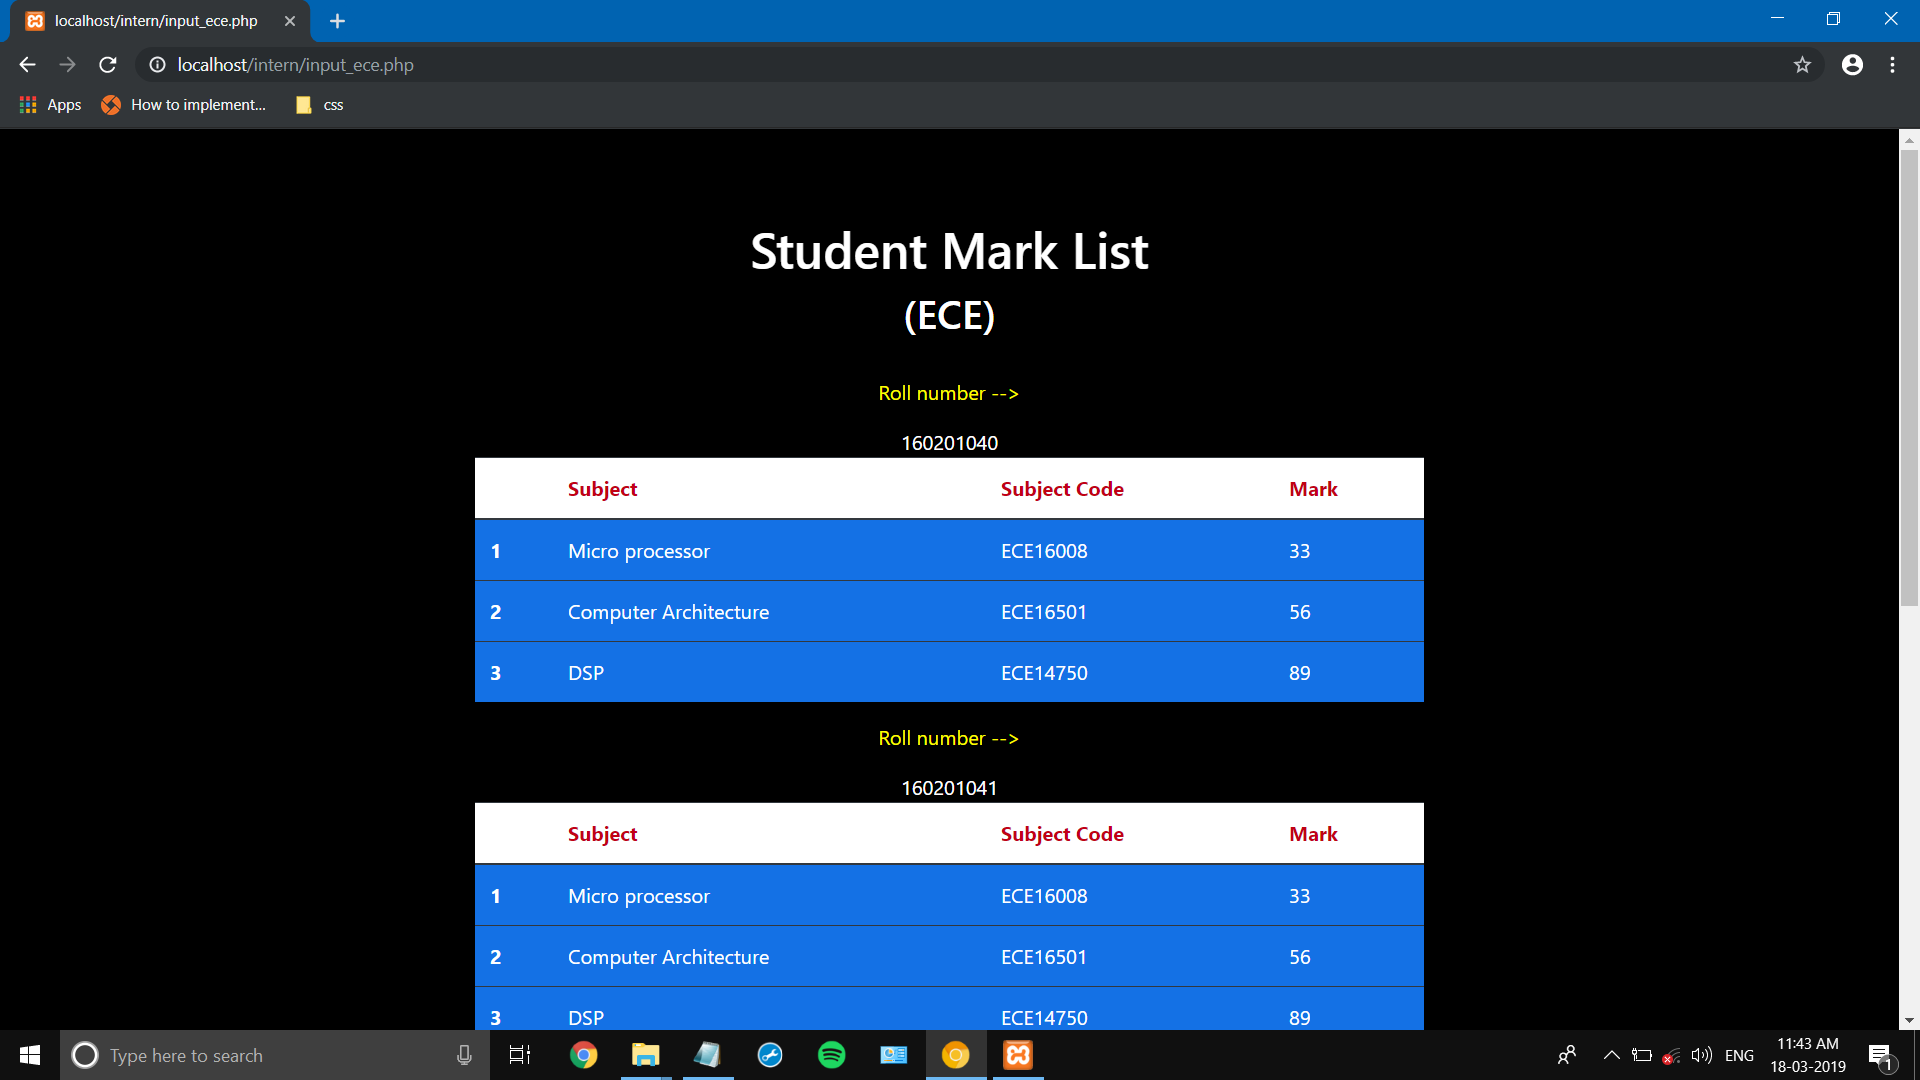 localhost/intern/input_ece.php
localhost/intern/input_ece.php
Apps How to implement... css
Student Mark List
(ECE)
Roll number -->
160201040
Subject Subject Code Mark
1 Micro processor ECE16008 33
2 Computer Architecture ECE16501 56
3 DSP ECE14750 89
Roll number -->
160201041
Subject Subject Code Mark
1 Micro processor ECE16008 33
2 Computer Architecture ECE16501 56
3 DSP ECE14750 89
Type here to search
ENG
11:43 AM
18-03-2019
1